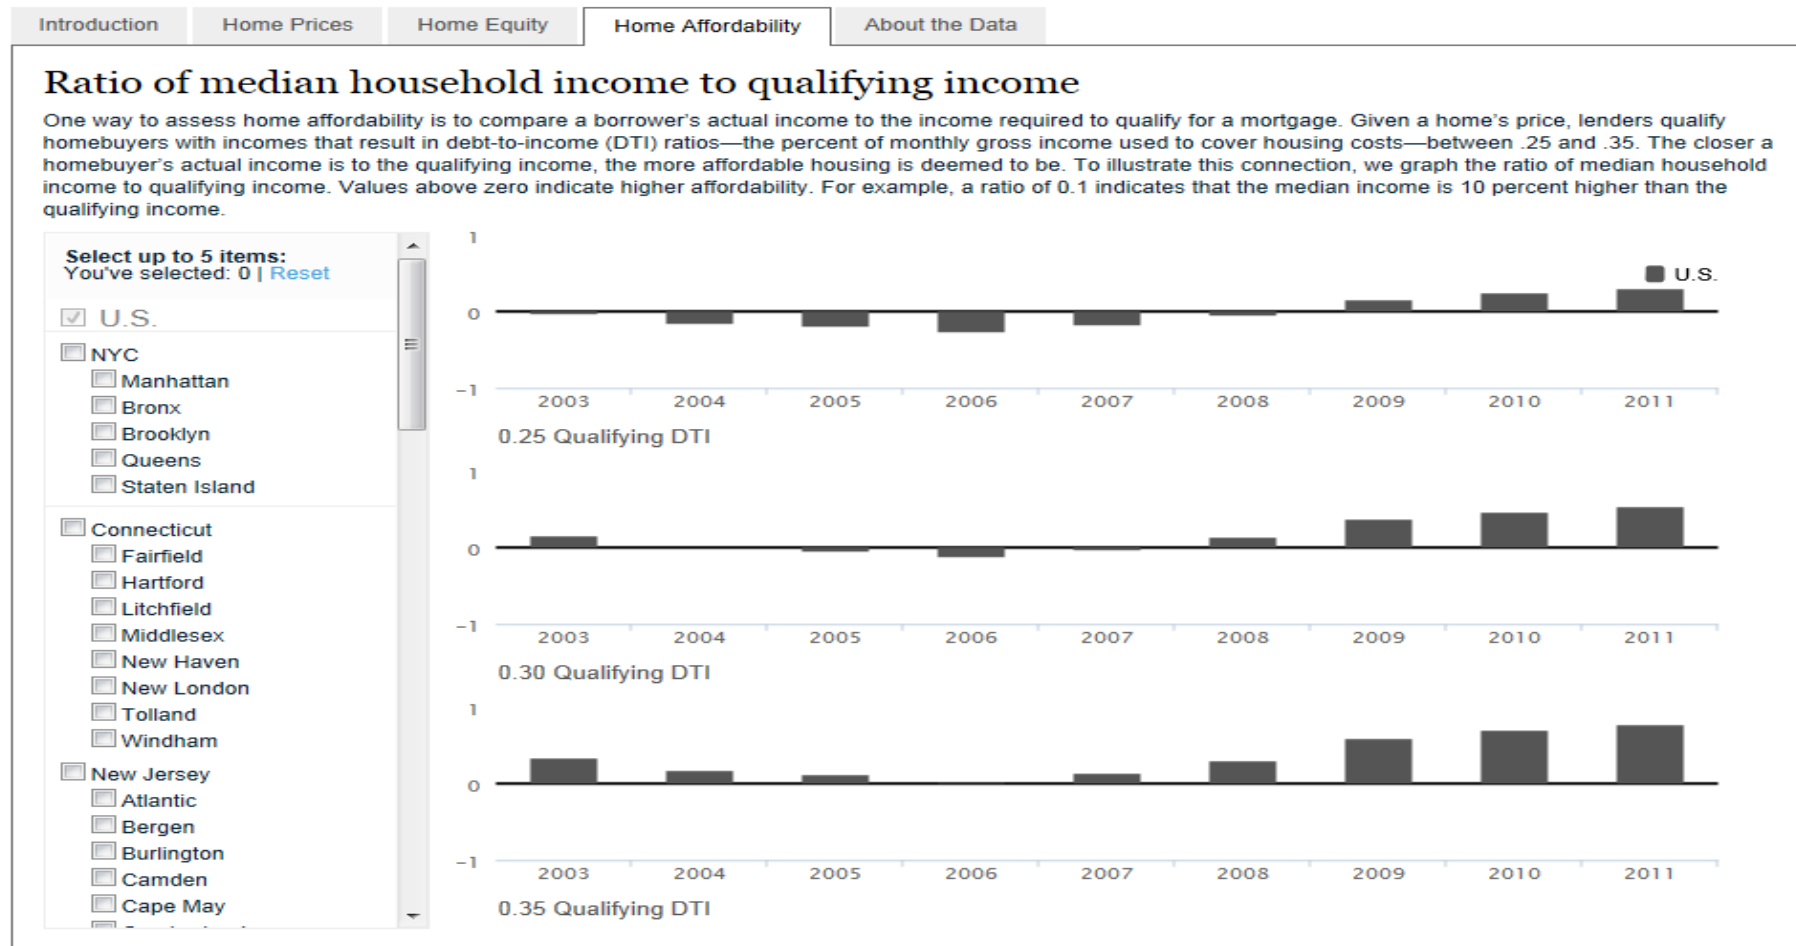 Introduction
Home Prices
Home Equity
Home Affordability
About the Data
Ratio of median household income to qualifying income
One way to assess home affordability is to compare a borrower's actual income to the income required to qualify for a mortgage. Given a home's price, lenders qualify
homebuyers with incomes that result in debt-to-income (DTI) ratios—the percent of monthly gross income used to cover housing costs—between .25 and .35. The closer a
homebuyer's actual income is to the qualifying income, the more affordable housing is deemed to be. To illustrate this connection, we graph the ratio of median household
income to qualifying income. Values above zero indicate higher affordability. For example, a ratio of 0.1 indicates that the median income is 10 percent higher than the
qualifying income.
Select up to 5 items:
You've selected: 0 | Reset
U.S.
NYC
Manhattan
Bronx
Brooklyn
Queens
Staten Island
Connecticut
Fairfield
Hartford
Litchfield
Middlesex
New Haven
New London
Tolland
Windham
New Jersey
Atlantic
Bergen
Burlington
Camden
Cape May
1
U.S.
0
-1
2003 2004 2005 2006 2007 2008 2009 2010 2011
0.25 Qualifying DTI
1
0
-1
2003 2004 2005 2006 2007 2008 2009 2010 2011
0.30 Qualifying DTI
1
0
-1
2003 2004 2005 2006 2007 2008 2009 2010 2011
0.35 Qualifying DTI